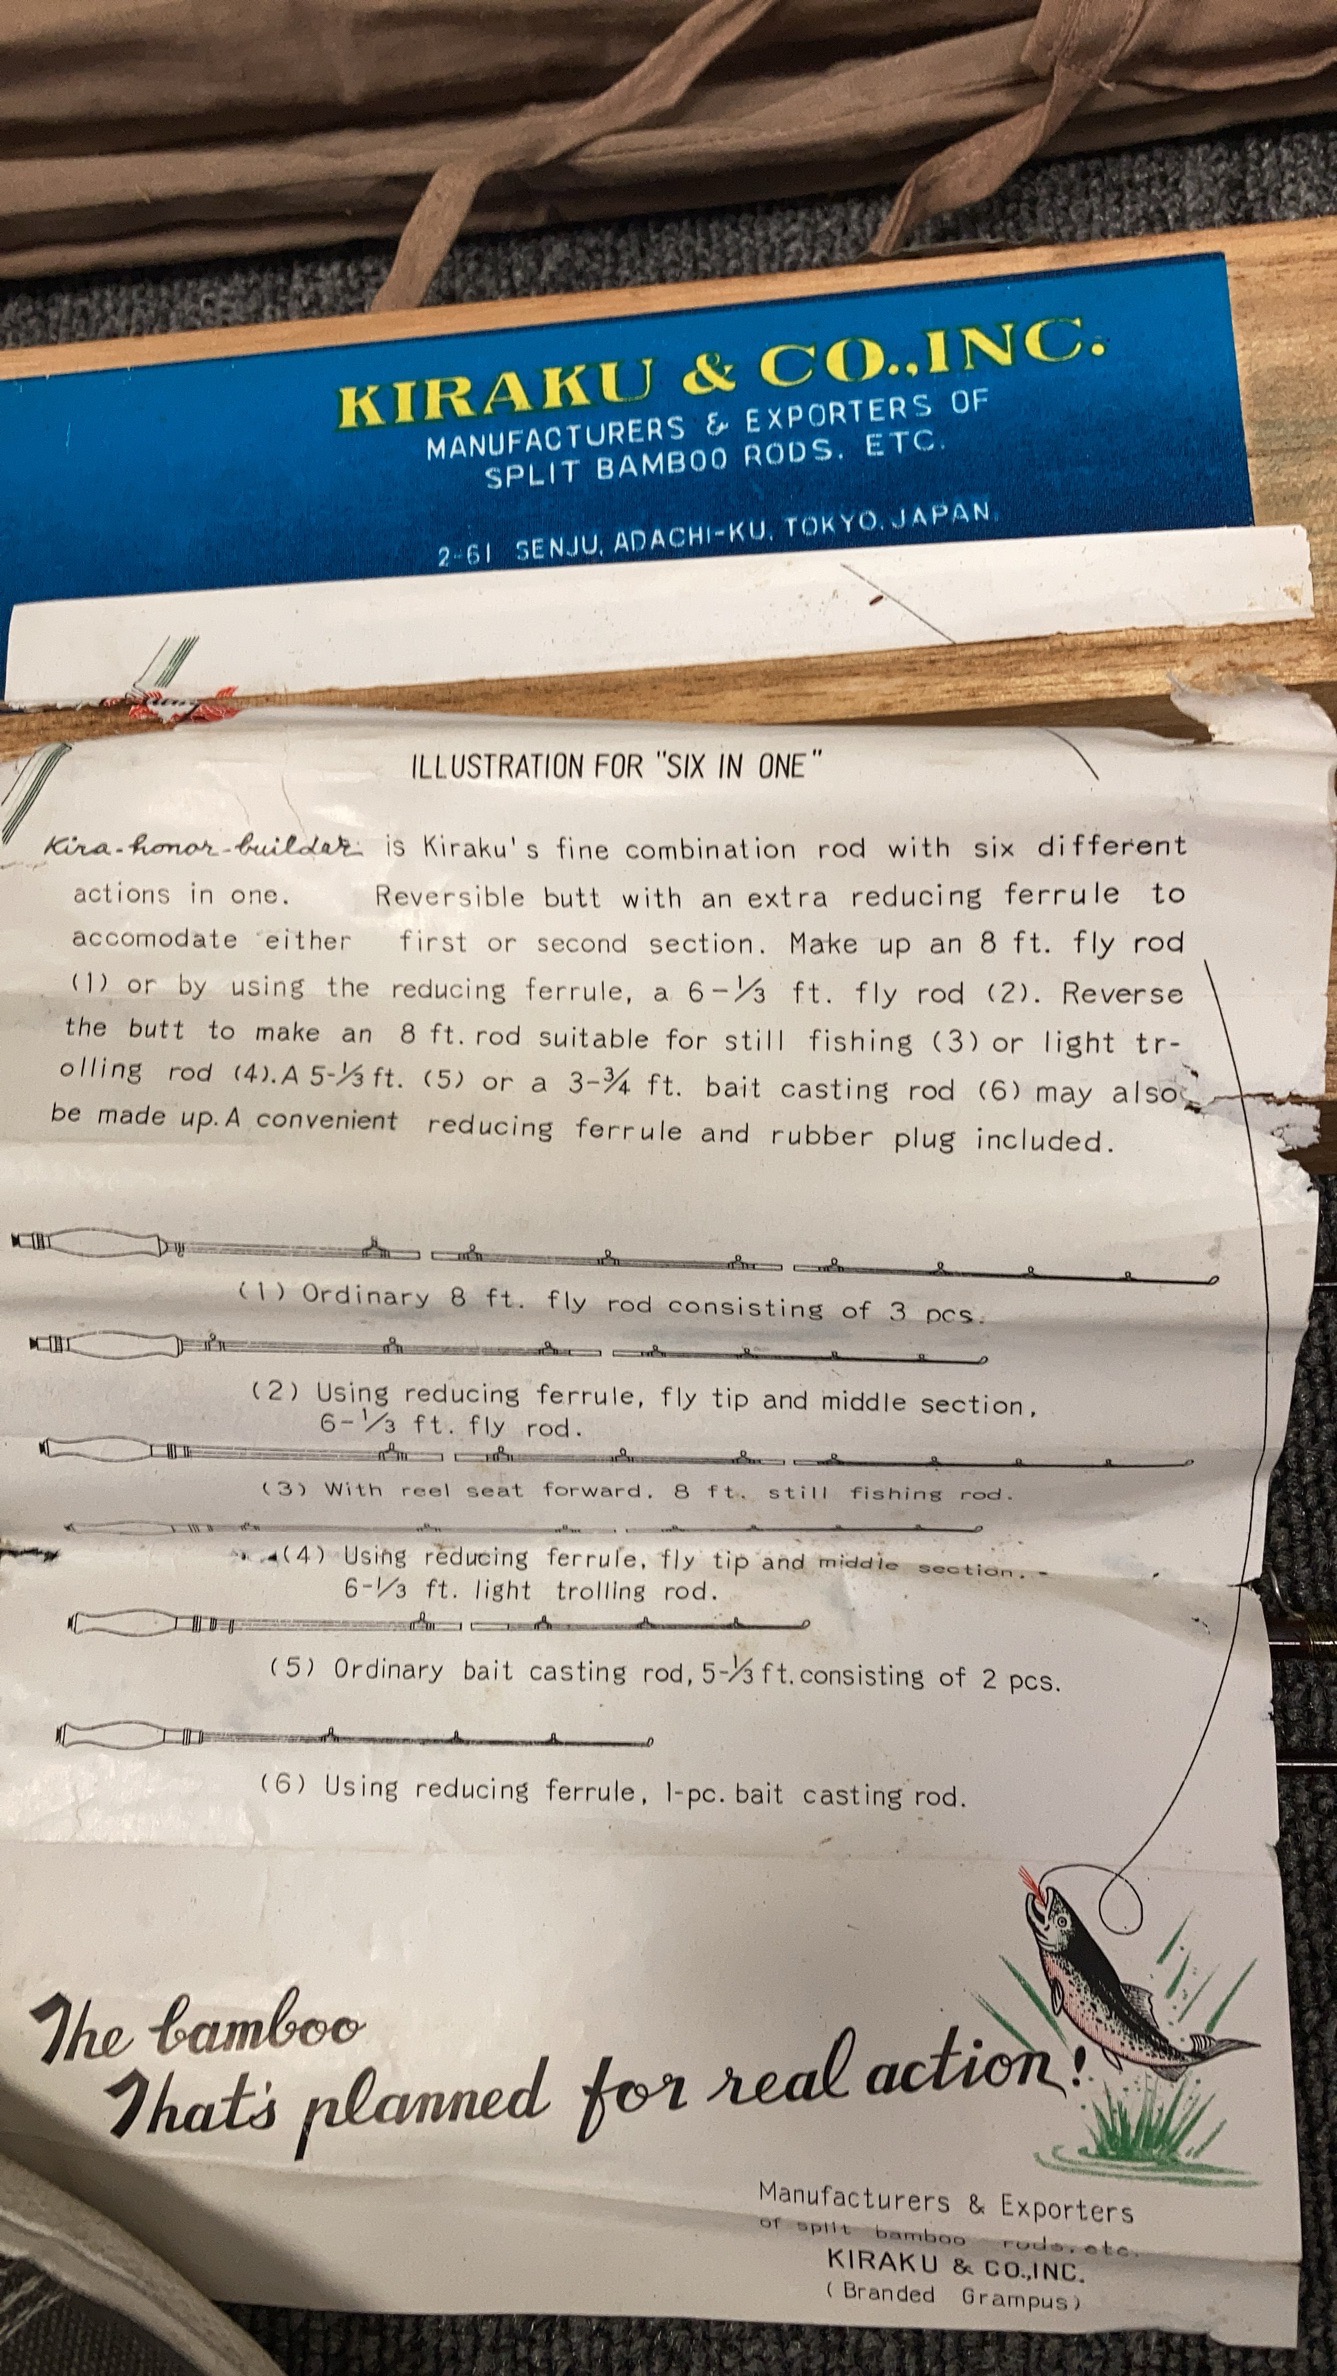 KIRAKU & CO.,INC.
MANUFACTURERS & EXPORTERS OF
SPLIT BAMBOO RODS. ETC.
2-61 SENJU, ADACHI-KU, TOKYO. JAPAN.
ILLUSTRATION FOR "SIX IN ONE"
Kira-honor-builder is Kiraku's fine combination rod with six different
actions in one. Reversible butt with an extra reducing ferrule to
accomodate either first or second section. Make up an 8 ft. fly rod
(1) or by using the reducing ferrule, a 6-1/3 ft. fly rod (2). Reverse
the butt to make an 8 ft. rod suitable for still fishing (3) or light tr-
olling rod (4). A 5-1/3 ft. (5) or a 3-3/4 ft. bait casting rod (6) may also
be made up. A convenient reducing ferrule and rubber plug included.
(1) Ordinary 8 ft. fly rod consisting of 3 pcs.
(2) Using reducing ferrule, fly tip and middle section,
6-1/3 ft. fly rod.
(3) With reel seat forward. 8 ft. still fishing rod.
(4) Using reducing ferrule, fly tip and middle section.
6-1/3 ft. light trolling rod.
(5) Ordinary bait casting rod, 5-1/3 ft. consisting of 2 pcs.
(6) Using reducing ferrule, 1-pc. bait casting rod.
The bamboo
That's planned for real action!
Manufacturers & Exporters
of split bamboo rods. etc.
KIRAKU & CO.,INC.
(Branded Grampus)